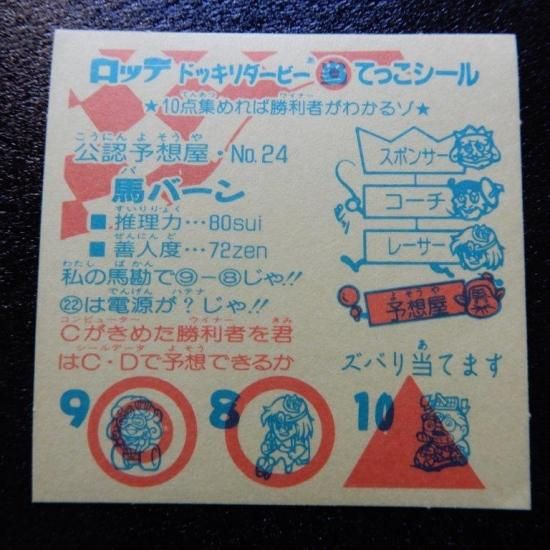 ロッテ ドッキリダービー 当てっこシール
★10点集めれば勝利者がわかるゾ★
公認予想屋・No.24
馬バーン
■推理力…80sui
■善人度…72zen
私の馬勘で⑨−⑧じゃ!!
㉒は電源が?じゃ!!
Cがきめた勝利者を君
はC・Dで予想できるか
スポンサー
コーチ
レーサー
予想屋
ズバリ当てます
9
8
10